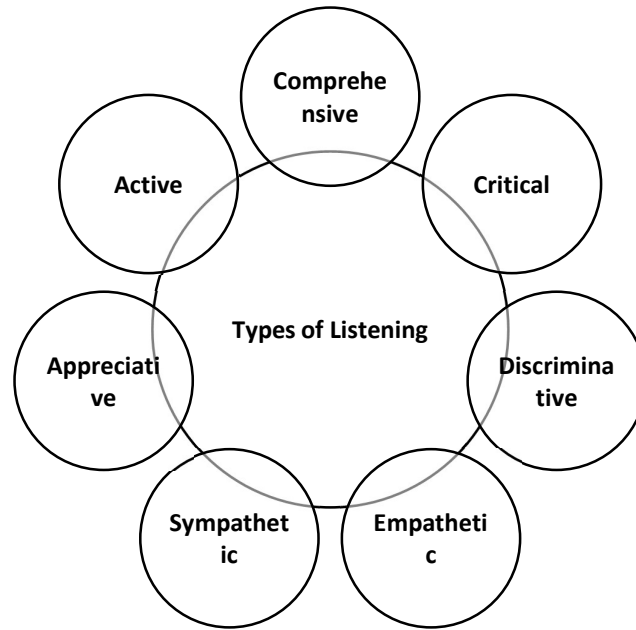 Comprehe
nsive
Active
Critical
Types of Listening
Appreciati
ve
Discrimina
tive
Sympathet
ic
Empatheti
c